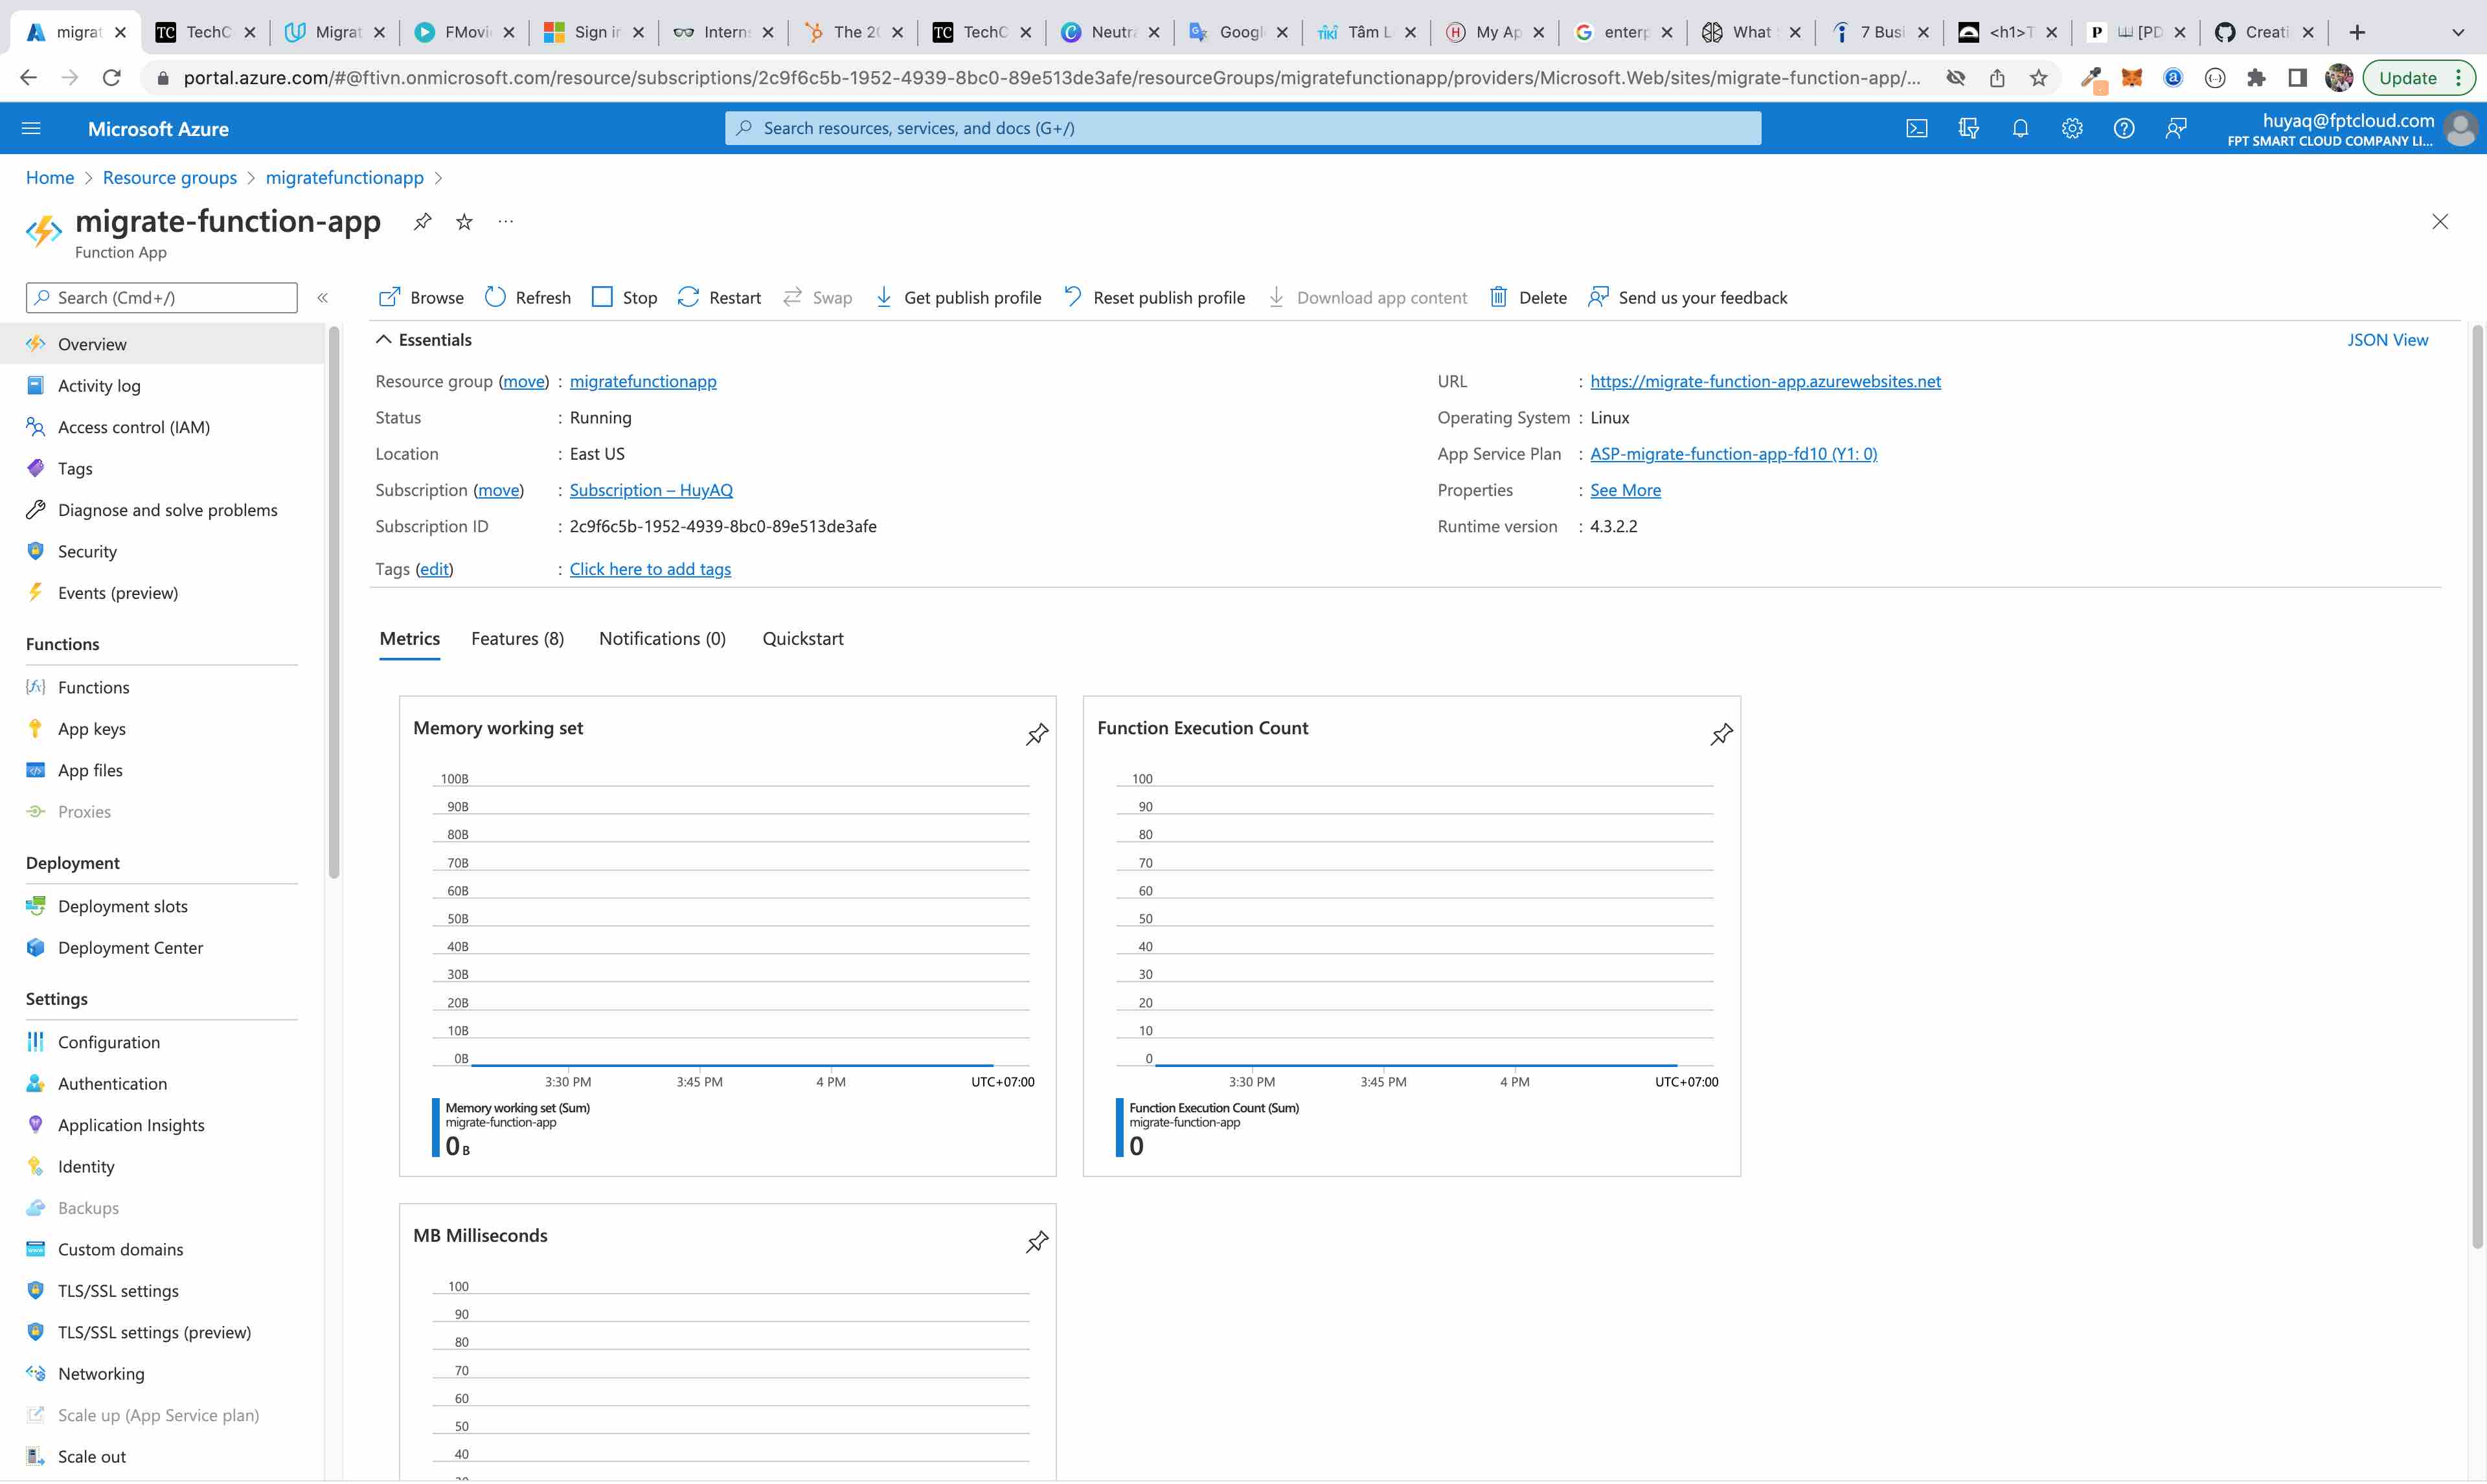 migrat
TechC
Migrat
FMovi
Sign in
Intern
The 20
TechC
Neutra
Googl
Tâm L
My Ap
enterp
What
7 Busi
<h1>T
[PD
Creati
portal.azure.com/#@ftivn.onmicrosoft.com/resource/subscriptions/2c9f6c5b-1952-4939-8bc0-89e513de3afe/resourceGroups/migratefunctionapp/providers/Microsoft.Web/sites/migrate-function-app/...
Update
Microsoft Azure
Search resources, services, and docs (G+/)
huyaq@fptcloud.com
FPT SMART CLOUD COMPANY LI...
Home > Resource groups > migratefunctionapp >
migrate-function-app
Function App
Search (Cmd+/)
Browse Refresh Stop Restart Swap Get publish profile Reset publish profile Download app content Delete Send us your feedback
Overview
Activity log
Access control (IAM)
Tags
Diagnose and solve problems
Security
Events (preview)
Functions
Functions
App keys
App files
Proxies
Deployment
Deployment slots
Deployment Center
Settings
Configuration
Authentication
Application Insights
Identity
Backups
Custom domains
TLS/SSL settings
TLS/SSL settings (preview)
Networking
Scale up (App Service plan)
Scale out
Essentials
JSON View
Resource group (move) : migratefunctionapp
Status : Running
Location : East US
Subscription (move) : Subscription – HuyAQ
Subscription ID : 2c9f6c5b-1952-4939-8bc0-89e513de3afe
Tags (edit) : Click here to add tags
URL : https://migrate-function-app.azurewebsites.net
Operating System : Linux
App Service Plan : ASP-migrate-function-app-fd10 (Y1: 0)
Properties : See More
Runtime version : 4.3.2.2
Metrics Features (8) Notifications (0) Quickstart
Memory working set
100B
90B
80B
70B
60B
50B
40B
30B
20B
10B
0B
3:30 PM 3:45 PM 4 PM UTC+07:00
Memory working set (Sum)
migrate-function-app
0 B
Function Execution Count
100
90
80
70
60
50
40
30
20
10
0
3:30 PM 3:45 PM 4 PM UTC+07:00
Function Execution Count (Sum)
migrate-function-app
0
MB Milliseconds
100
90
80
70
60
50
40